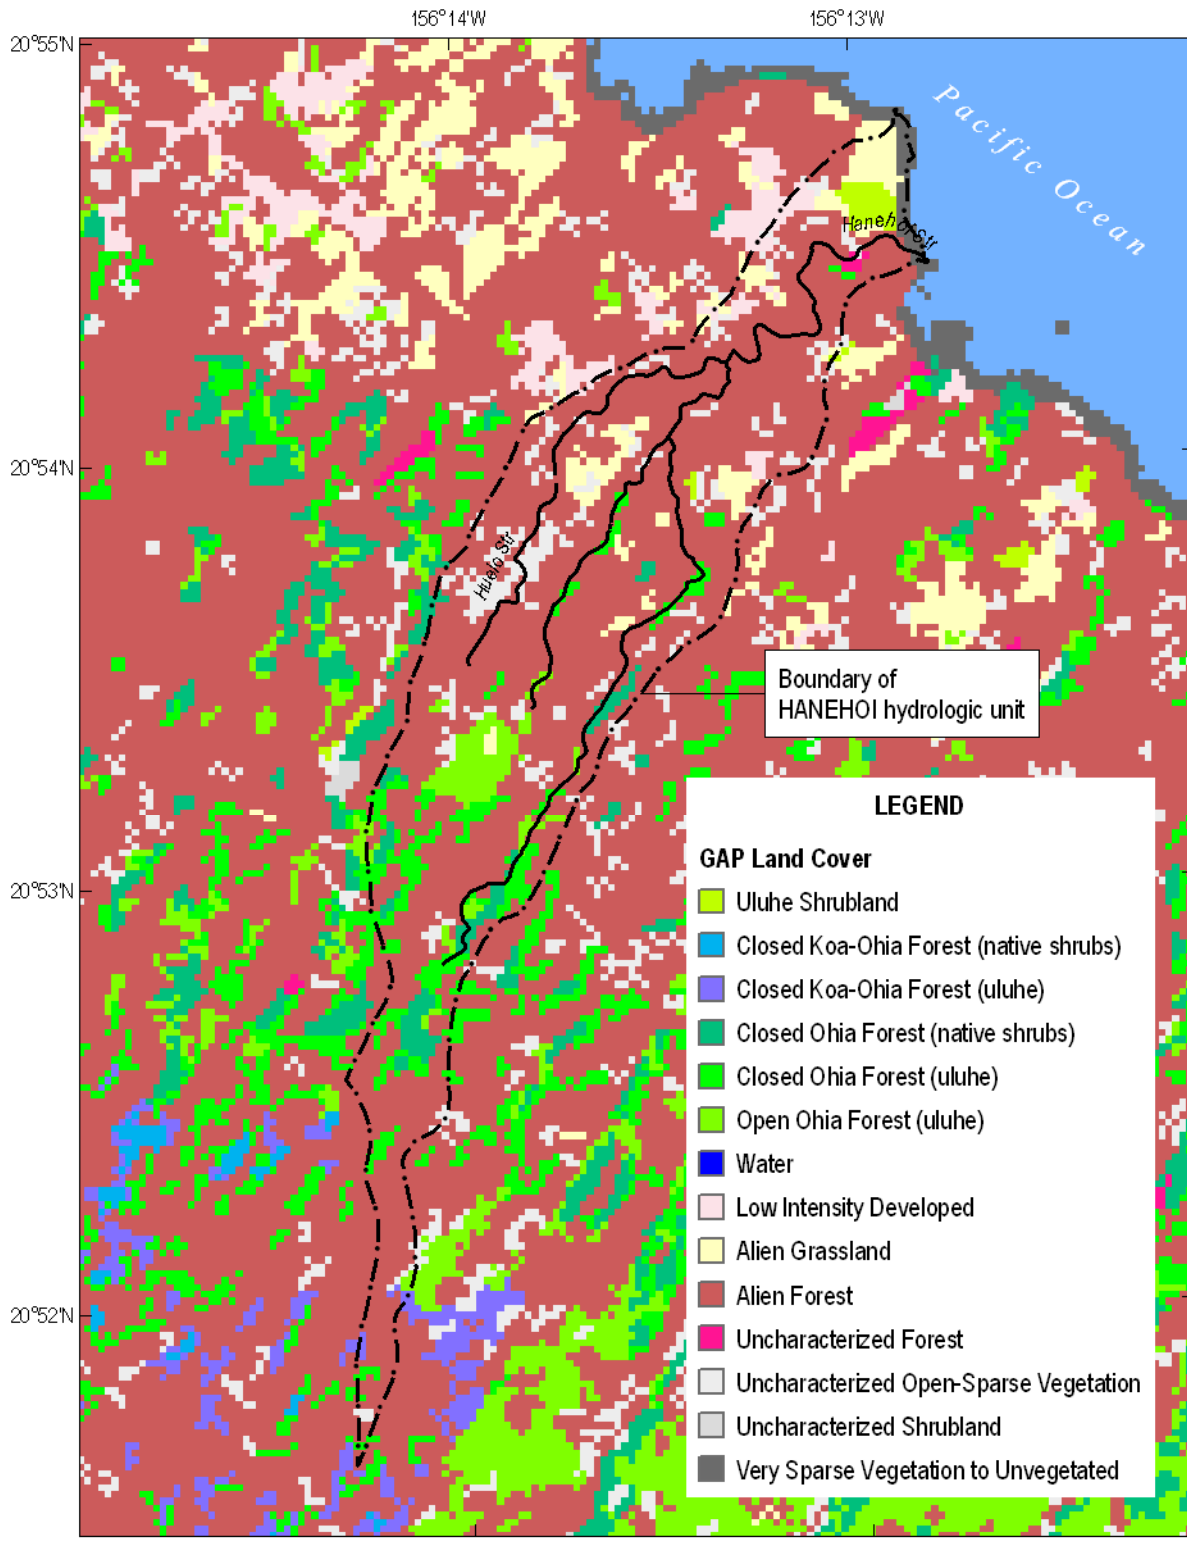 156°14'W
156°13'W
20°55'N
Pacific Ocean
Hanehoi Str
20°54'N
Huelo Str
Boundary of
HANEHOI hydrologic unit
LEGEND
GAP Land Cover
20°53'N
Uluhe Shrubland
Closed Koa-Ohia Forest (native shrubs)
Closed Koa-Ohia Forest (uluhe)
Closed Ohia Forest (native shrubs)
Closed Ohia Forest (uluhe)
Open Ohia Forest (uluhe)
Water
Low Intensity Developed
Alien Grassland
Alien Forest
20°52'N
Uncharacterized Forest
Uncharacterized Open-Sparse Vegetation
Uncharacterized Shrubland
Very Sparse Vegetation to Unvegetated